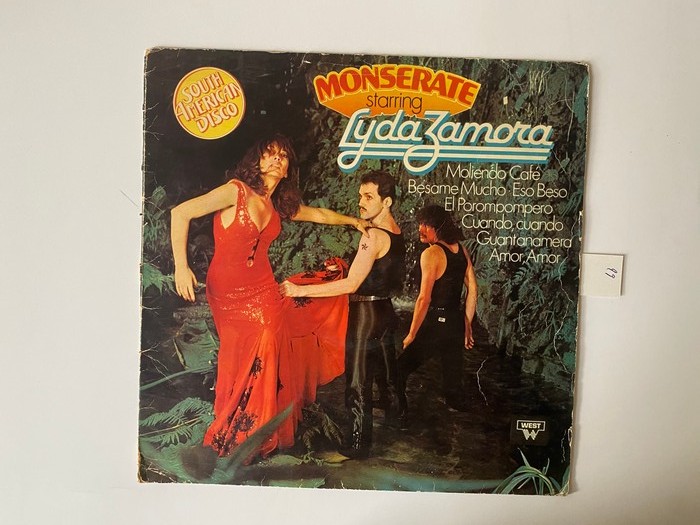 SOUTH
AMERICAN
DISCO
MONSERATE
starring
Lyda Zamora
Moliendo Café
Besame Mucho · Eso Beso
El Porompompero
Cuando, cuando
Guantanamera
Amor, Amor
WEST
W